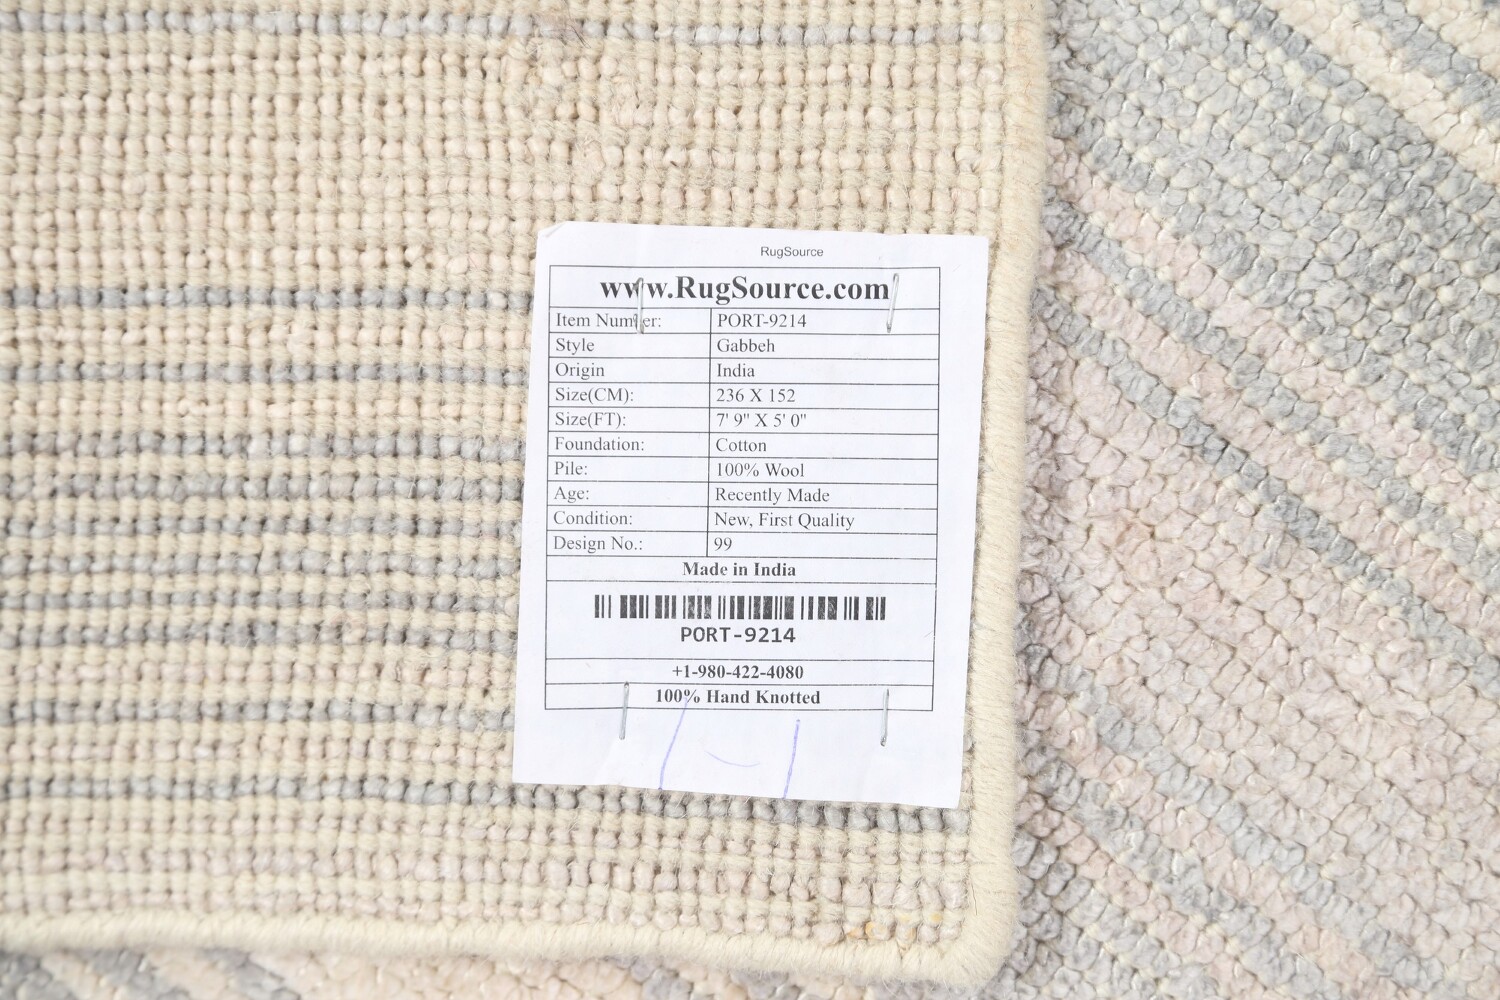 RugSource
www.RugSource.com
Item Number: PORT-9214
Style Gabbeh
Origin India
Size(CM): 236 X 152
Size(FT): 7' 9" X 5' 0"
Foundation: Cotton
Pile: 100% Wool
Age: Recently Made
Condition: New, First Quality
Design No.: 99
Made in India
PORT-9214
+1-980-422-4080
100% Hand Knotted